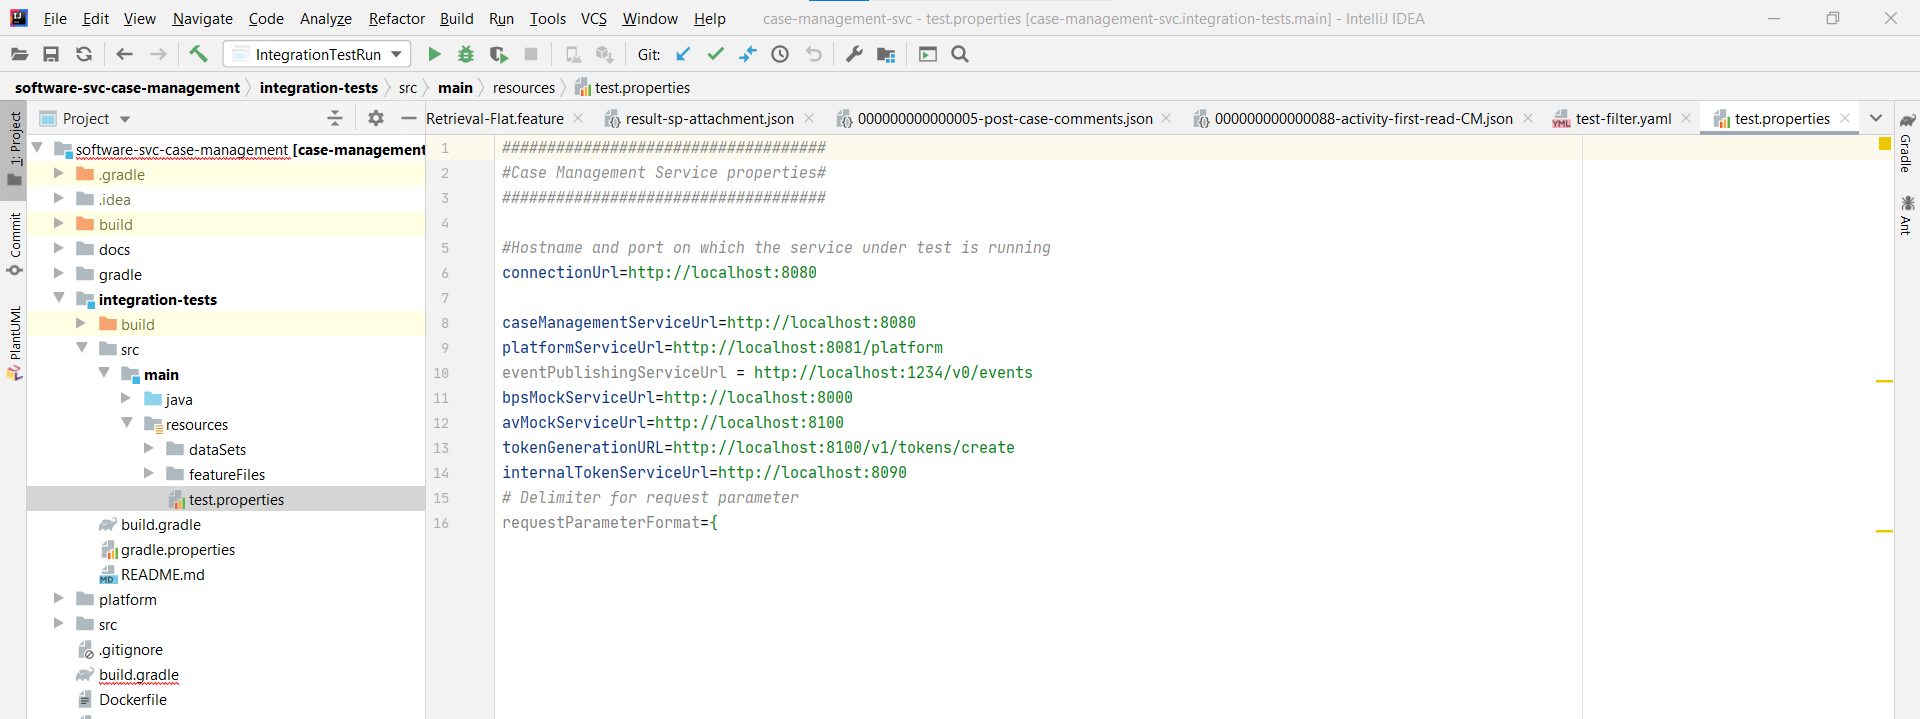 File Edit View Navigate Code Analyze Refactor Build Run Tools VCS Window Help case-management-svc - test.properties [case-management-svc.integration-tests.main] - IntelliJ IDEA
IntegrationTestRun Git:
software-svc-case-management integration-tests src main resources test.properties
Project Retrieval-Flat.feature result-sp-attachment.json 000000000000005-post-case-comments.json 000000000000088-activity-first-read-CM.json test-filter.yaml test.properties
1: Project
Commit
PlantUML
software-svc-case-management [case-management
.gradle
.idea
build
docs
gradle
integration-tests
build
src
main
java
resources
dataSets
featureFiles
test.properties
build.gradle
gradle.properties
README.md
platform
src
.gitignore
build.gradle
Dockerfile
1 ####################################
2 #Case Management Service properties#
3 ####################################
4
5 #Hostname and port on which the service under test is running
6 connectionUrl=http://localhost:8080
7
8 caseManagementServiceUrl=http://localhost:8080
9 platformServiceUrl=http://localhost:8081/platform
10 eventPublishingServiceUrl = http://localhost:1234/v0/events
11 bpsMockServiceUrl=http://localhost:8000
12 avMockServiceUrl=http://localhost:8100
13 tokenGenerationURL=http://localhost:8100/v1/tokens/create
14 internalTokenServiceUrl=http://localhost:8090
15 # Delimiter for request parameter
16 requestParameterFormat={
Gradle
Ant